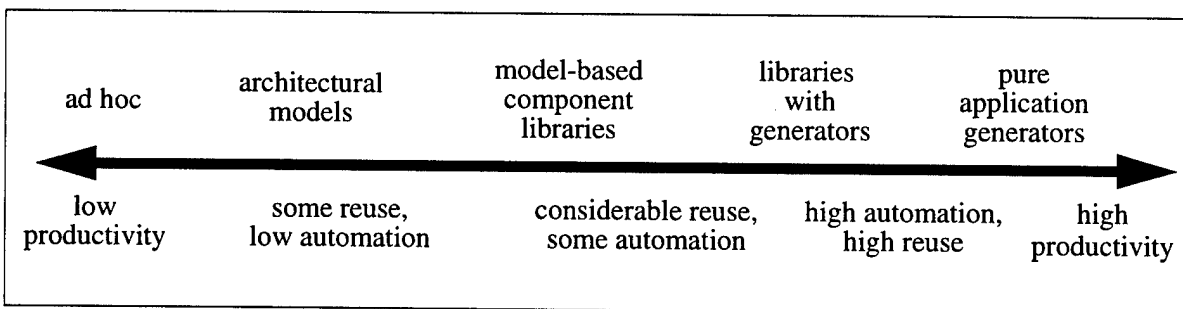 ad hoc
architectural
models
model-based
component
libraries
libraries
with
generators
pure
application
generators
low
productivity
some reuse,
low automation
considerable reuse,
some automation
high automation,
high reuse
high
productivity